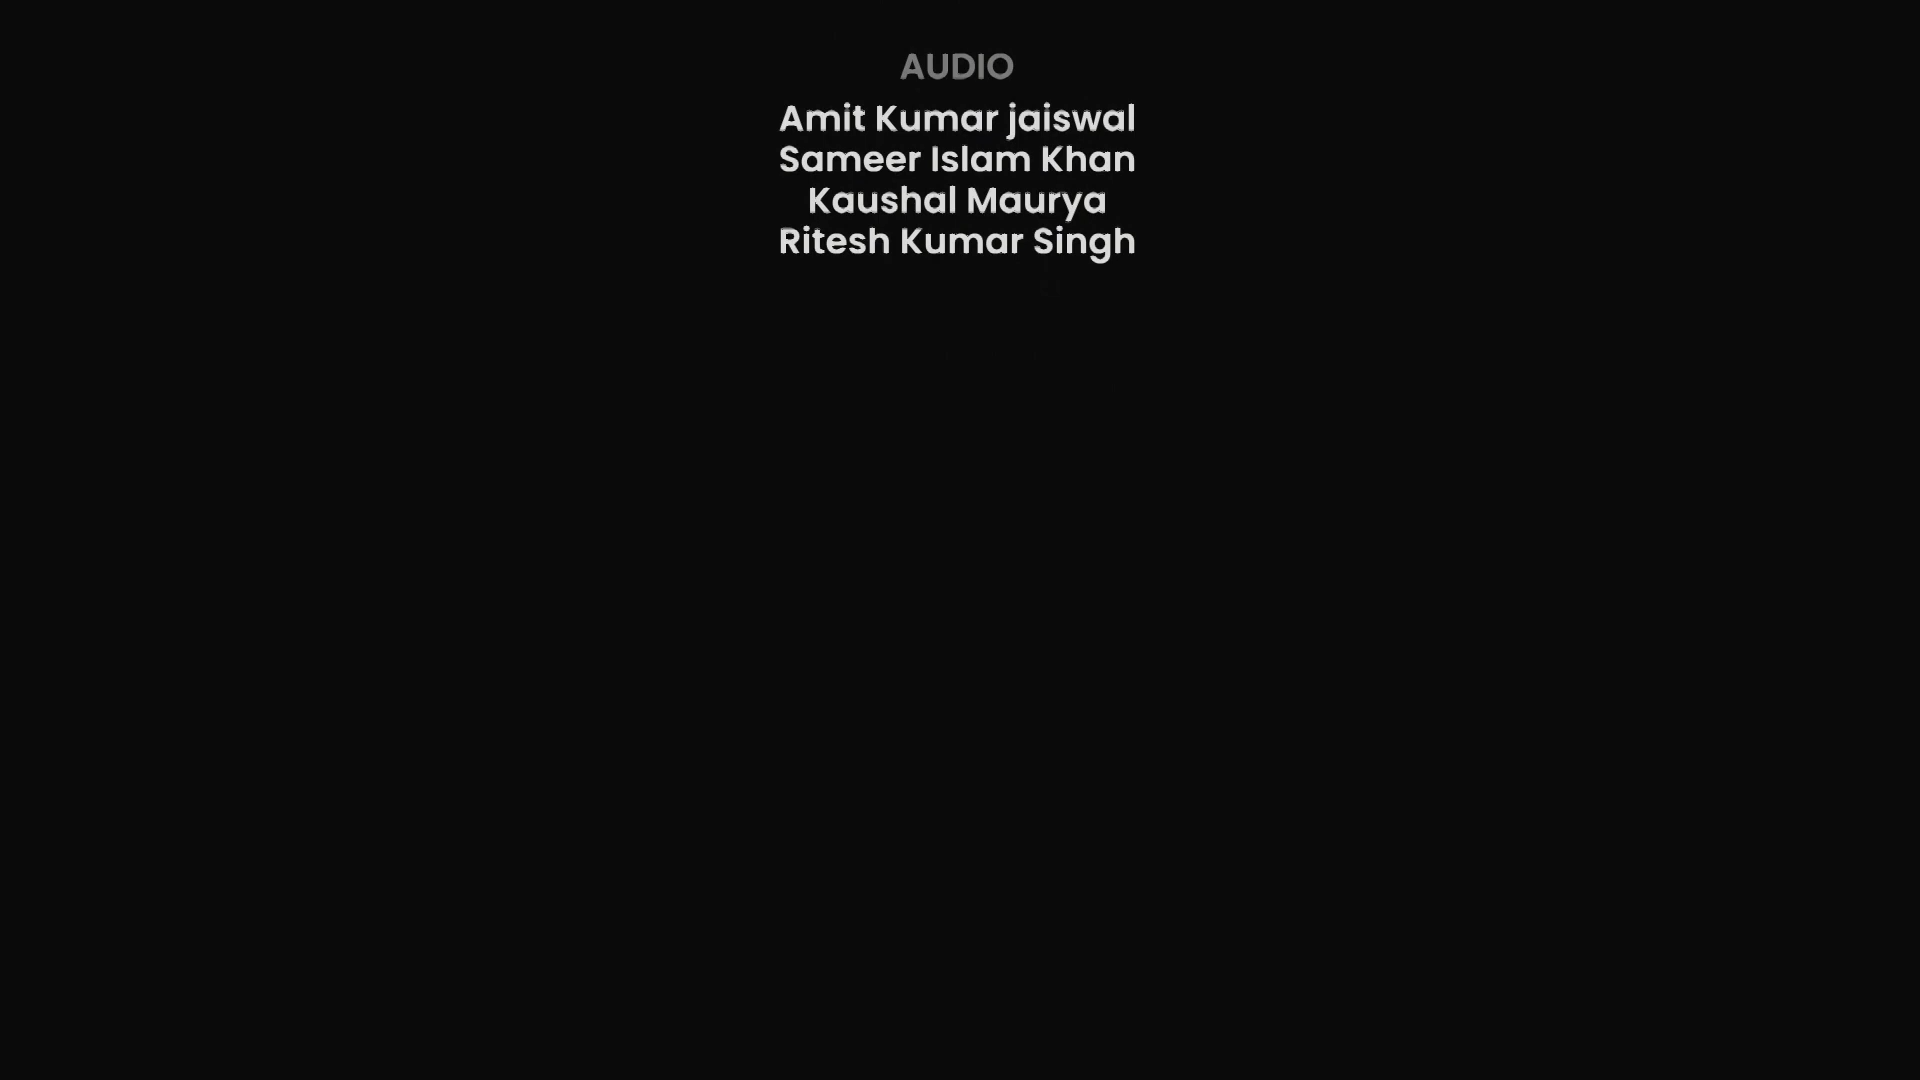 AUDIO
Amit Kumar jaiswal
Sameer Islam Khan
Kaushal Maurya
Ritesh Kumar Singh